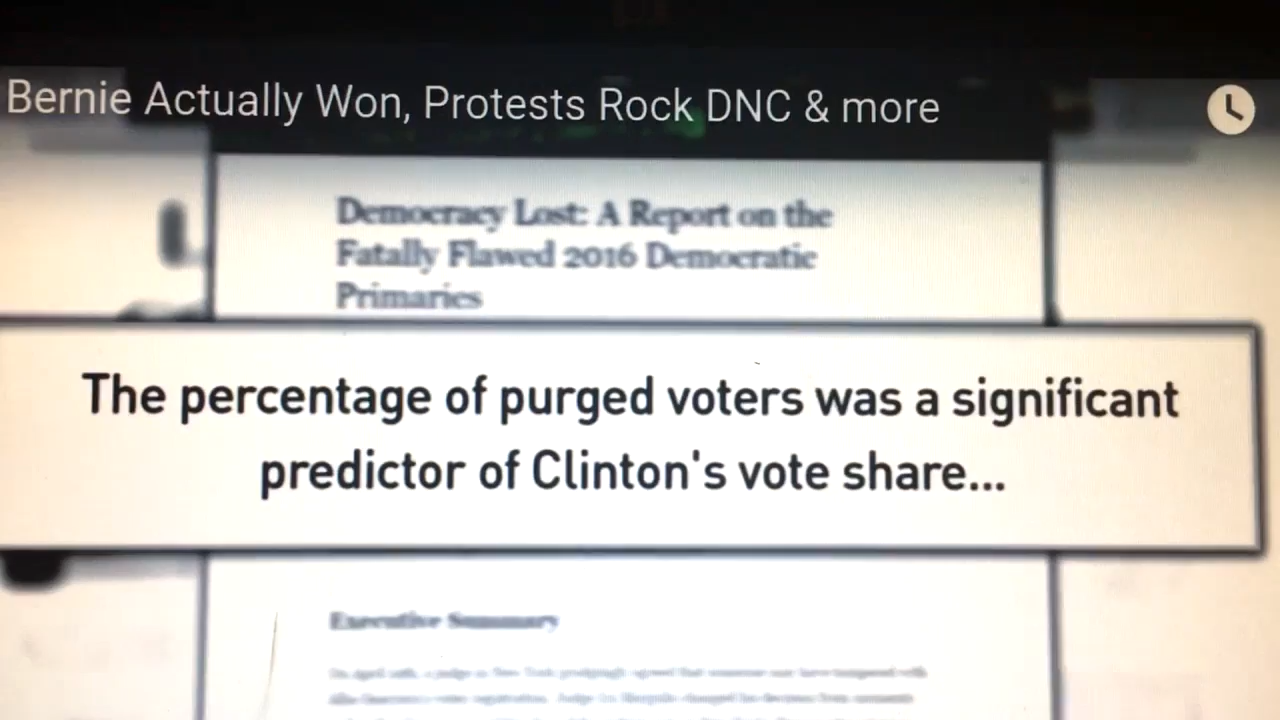 Bernie Actually Won, Protests Rock DNC & more
Democracy Lost: A Report on the
Fatally Flawed 2016 Democratic
Primaries
The percentage of purged voters was a significant
predictor of Clinton's vote share...
Executive Summary